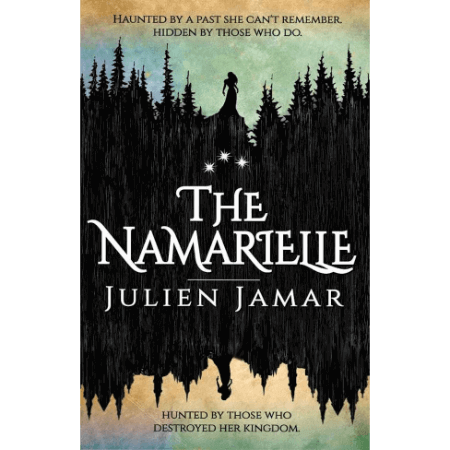 HAUNTED BY A PAST SHE CAN'T REMEMBER.
HIDDEN BY THOSE WHO DO.
THE
NAMARIELLE
JULIEN JAMAR
HUNTED BY THOSE WHO
DESTROYED HER KINGDOM.